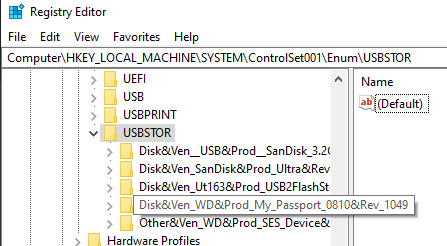 Registry Editor
File Edit View Favorites Help
Computer\HKEY_LOCAL_MACHINE\SYSTEM\ControlSet001\Enum\USBSTOR
UEFI
USB
USBPRINT
USBSTOR
Disk&Ven__USB&Prod__SanDisk_3.2G
Disk&Ven_SanDisk&Prod_Ultra&Rev
Disk&Ven_Ut163&Prod_USB2FlashSt
Disk&Ven_WD&Prod_My_Passport_0810&Rev_1049
Other&Ven_WD&Prod_SES_Device&
Hardware Profiles
Name
ab (Default)